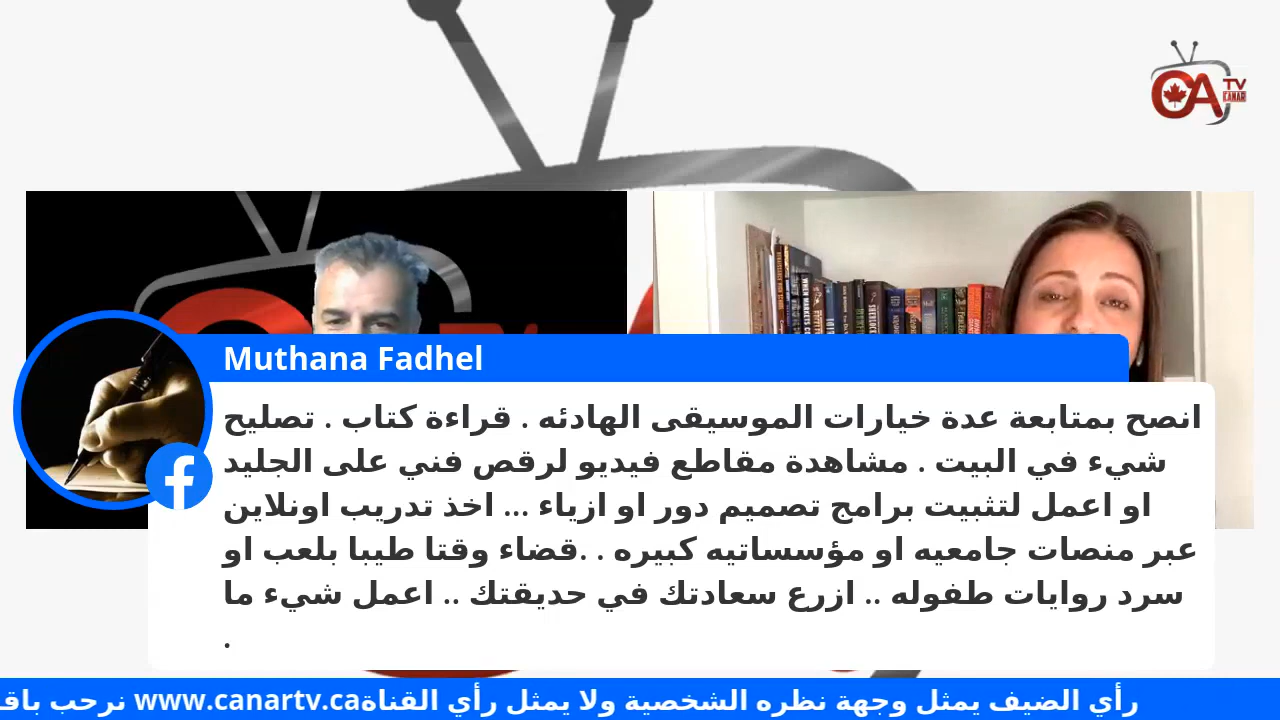 CA TV
CANAR
Muthana Fadhel
انصح بمتابعة عدة خيارات الموسيقى الهادئه . قراءة كتاب . تصليح
شيء في البيت . مشاهدة مقاطع فيديو لرقص فني على الجليد
او اعمل لتثبيت برامج تصميم دور او ازياء ... اخذ تدريب اونلاين
عبر منصات جامعيه او مؤسساتيه كبيره . .قضاء وقتا طيبا بلعب او
سرد روايات طفوله .. ازرع سعادتك في حديقتك .. اعمل شيء ما
.
رأي الضيف يمثل وجهة نظره الشخصية ولا يمثل رأي القناة www.canartv.ca نرحب